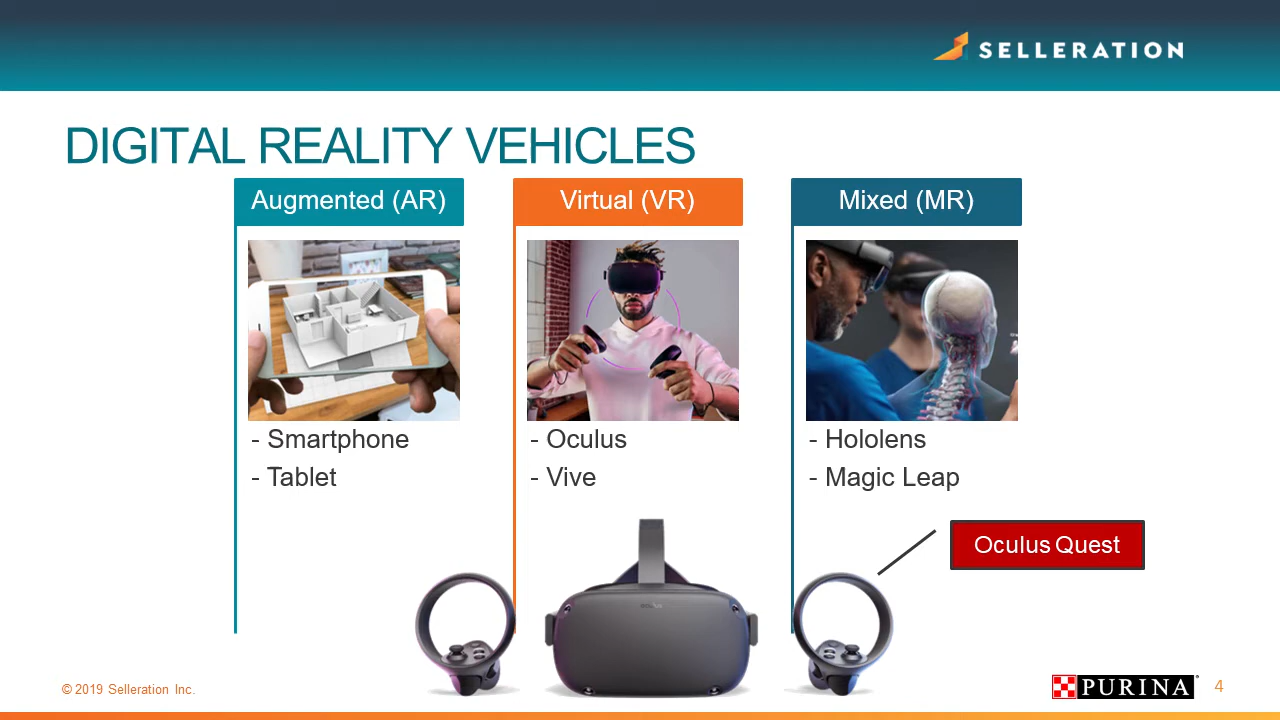 SELLERATION
DIGITAL REALITY VEHICLES
Augmented (AR)
Virtual (VR)
Mixed (MR)
- Smartphone
- Tablet
- Oculus
- Vive
- Hololens
- Magic Leap
Oculus Quest
© 2019 Selleration Inc.
PURINA
4